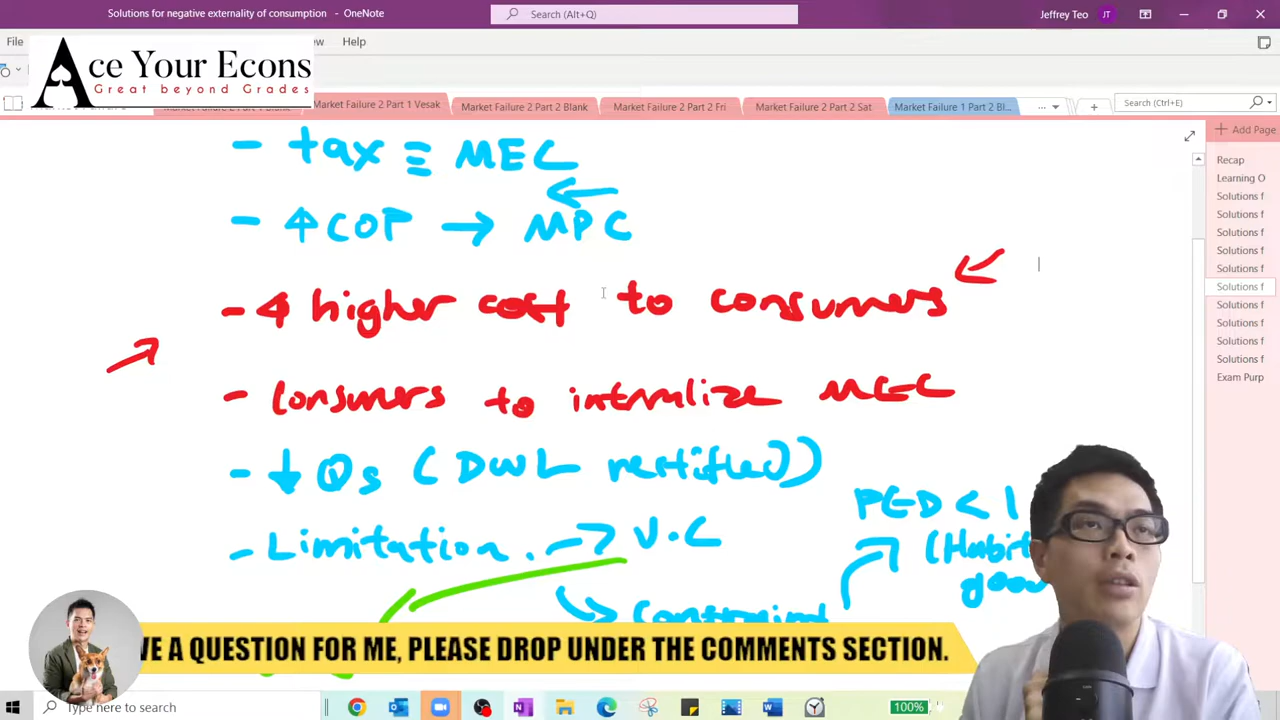 Solutions for negative externality of consumption - OneNote
Search (Alt+Q)
Jeffrey Teo
JT
File
Help
Ace Your Econs
Great beyond Grades
Market Failure 2 Part 1 Vesak
Market Failure 2 Part 2 Blank
Market Failure 2 Part 2 Fri
Market Failure 2 Part 2 Sat
Market Failure 1 Part 2 Bl...
Search (Ctrl+E)
Add Page
Recap
Learning O
Solutions f
Solutions f
Solutions f
Solutions f
Solutions f
Solutions f
Solutions f
Solutions f
Solutions f
Solutions f
Exam Purp
- tax ≡ MEC
- ↑ COP → MPC
- ↑ higher cost to consumers
- Consumers to intrnalize MEC
- ↓ Qs (DWL rectified))
- Limitation. → V.C
PED < 1
(Habit
good
Constraint
VE A QUESTION FOR ME, PLEASE DROP UNDER THE COMMENTS SECTION.
Type here to search
100%